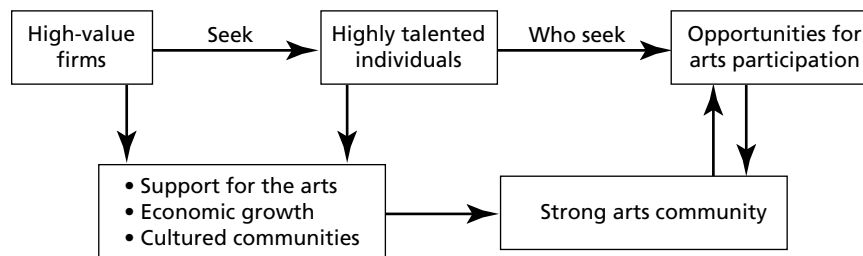 High-value
firms
Seek
Highly talented
individuals
Who seek
Opportunities for
arts participation
• Support for the arts
• Economic growth
• Cultured communities
Strong arts community